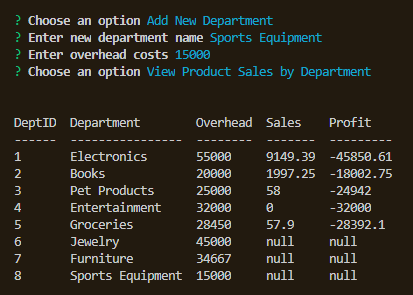 ? Choose an option Add New Department
? Enter new department name Sports Equipment
? Enter overhead costs 15000
? Choose an option View Product Sales by Department
DeptID  Department        Overhead  Sales    Profit
------  ----------------  --------  -------  ---------
1       Electronics       55000     9149.39  -45850.61
2       Books             20000     1997.25  -18002.75
3       Pet Products      25000     58       -24942
4       Entertainment     32000     0        -32000
5       Groceries         28450     57.9     -28392.1
6       Jewelry           45000     null     null
7       Furniture         34667     null     null
8       Sports Equipment  15000     null     null